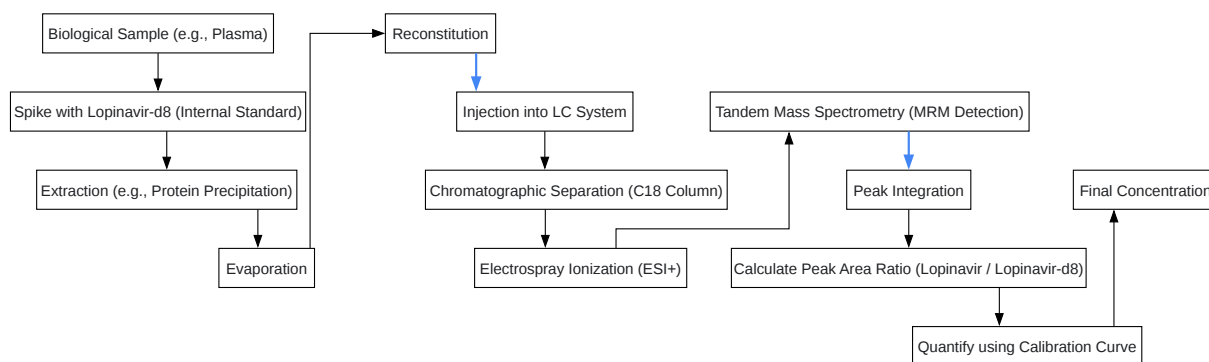 Biological Sample (e.g., Plasma)
Spike with Lopinavir-d8 (Internal Standard)
Extraction (e.g., Protein Precipitation)
Evaporation
Reconstitution
Injection into LC System
Chromatographic Separation (C18 Column)
Electrospray Ionization (ESI+)
Tandem Mass Spectrometry (MRM Detection)
Peak Integration
Calculate Peak Area Ratio (Lopinavir / Lopinavir-d8)
Quantify using Calibration Curve
Final Concentration